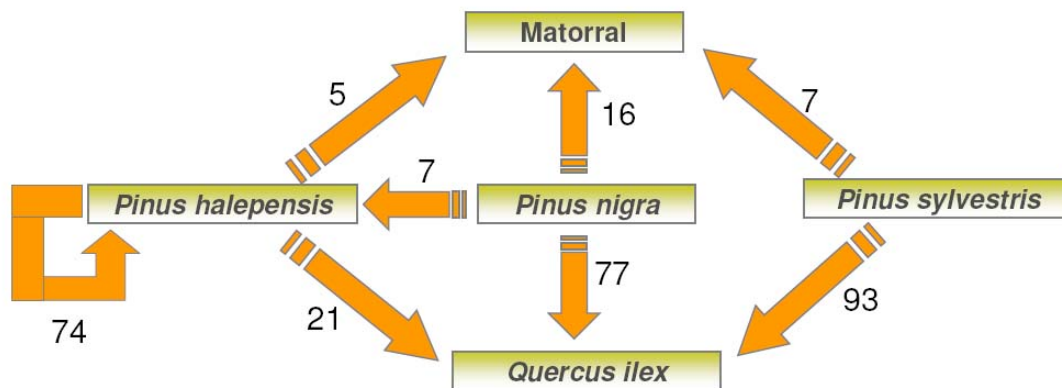 Matorral
5
16
7
7
Pinus halepensis
Pinus nigra
Pinus sylvestris
74
21
77
93
Quercus ilex